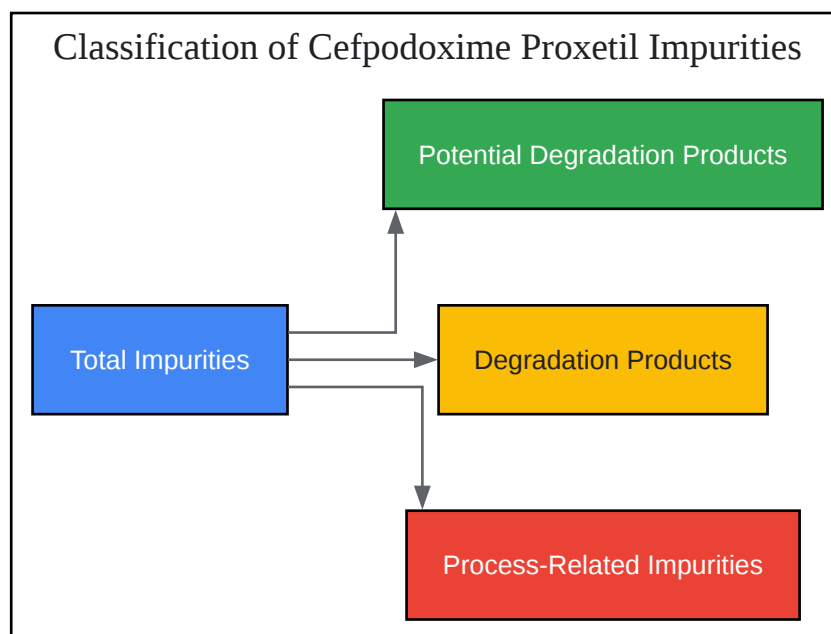 Classification of Cefpodoxime Proxetil Impurities
Potential Degradation Products
Total Impurities
Degradation Products
Process-Related Impurities